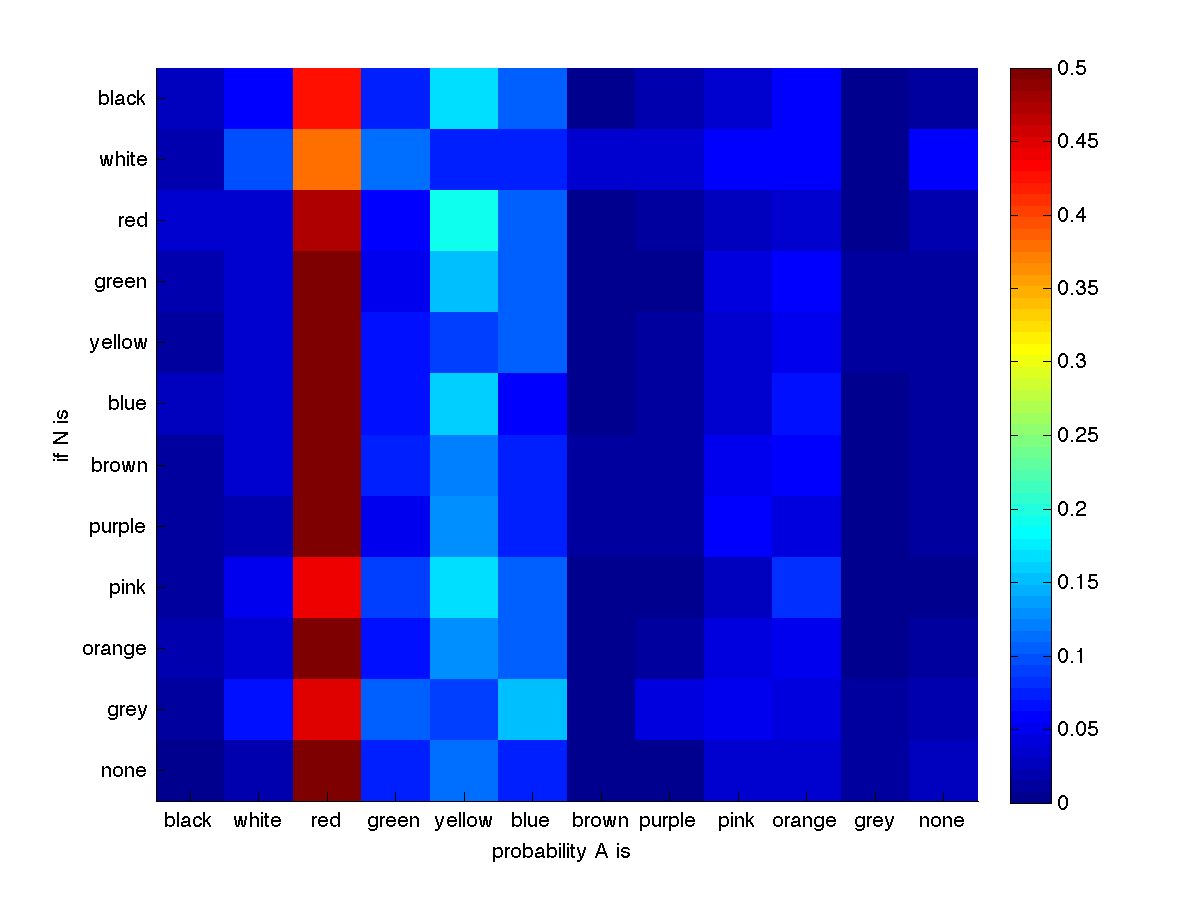 black
white
red
green
yellow
blue
brown
purple
pink
orange
grey
none
if N is
black white red green yellow blue brown purple pink orange grey none
probability A is
0.5
0.45
0.4
0.35
0.3
0.25
0.2
0.15
0.1
0.05
0